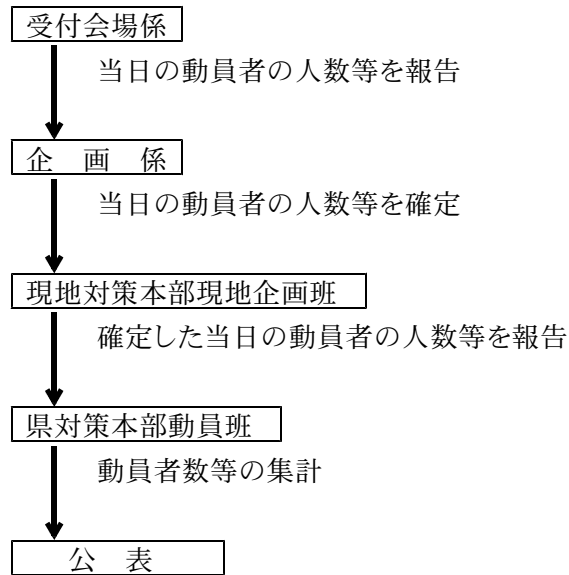 受付会場係
当日の動員者の人数等を報告
企　画　係
当日の動員者の人数等を確定
現地対策本部現地企画班
確定した当日の動員者の人数等を報告
県対策本部動員班
動員者数等の集計
公　表